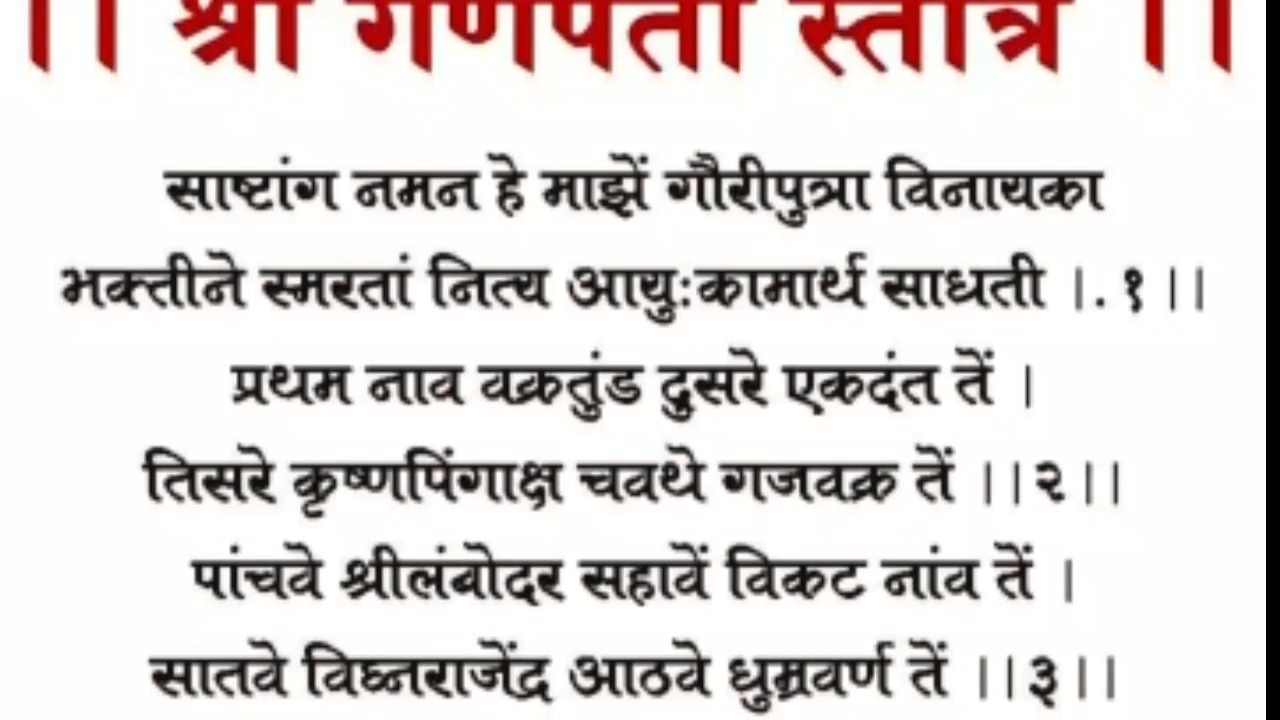 ।। श्री गणपती स्तोत्र ।।
साष्टांग नमन हे माझें गौरीपुत्रा विनायका
भक्तीने स्मरतां नित्य आयुःकामार्थ साधती ।.१।।
प्रथम नाव वक्रतुंड दुसरे एकदंत तें ।
तिसरे कृष्णपिंगाक्ष चवथे गजवक्र तें ।।२।।
पांचवे श्रीलंबोदर सहावें विकट नांव तें ।
सातवे विघ्नराजेंद्र आठवे धुम्रवर्ण तें ।।३।।